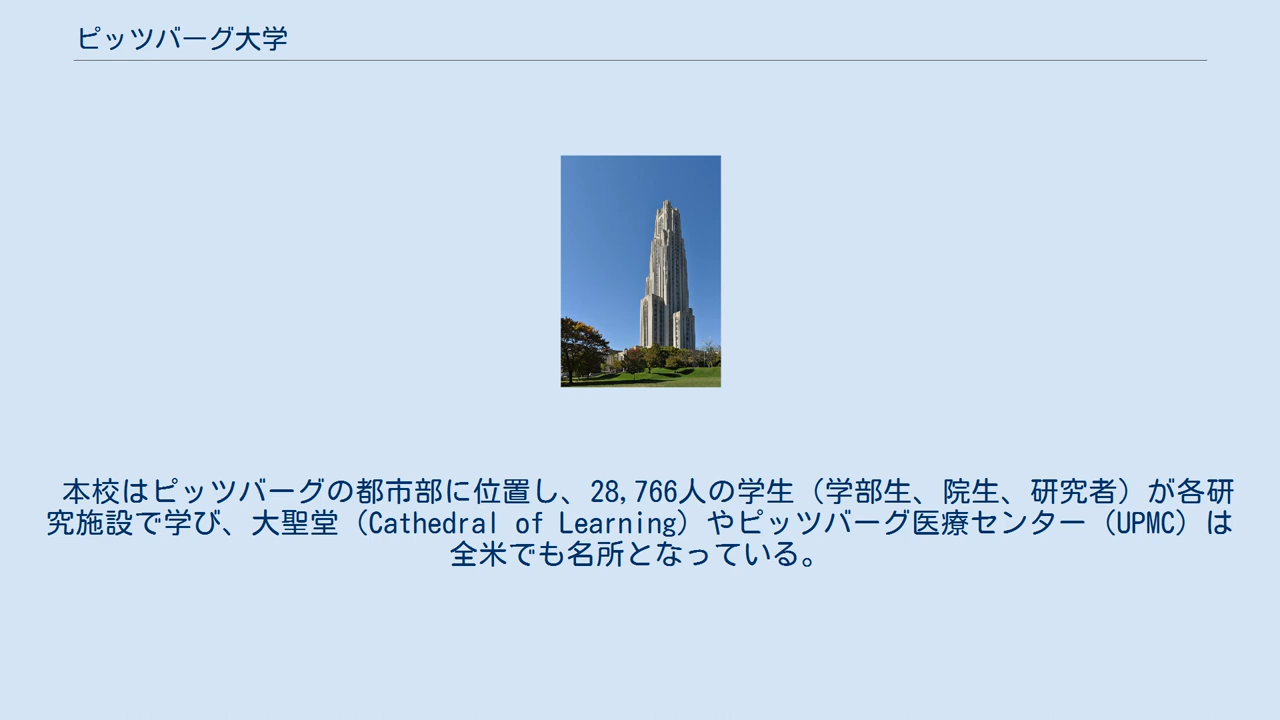 ピッツバーグ大学
本校はピッツバーグの都市部に位置し、28,766人の学生（学部生、院生、研究者）が各研
究施設で学び、大聖堂（Cathedral of Learning）やピッツバーグ医療センター（UPMC）は
全米でも名所となっている。